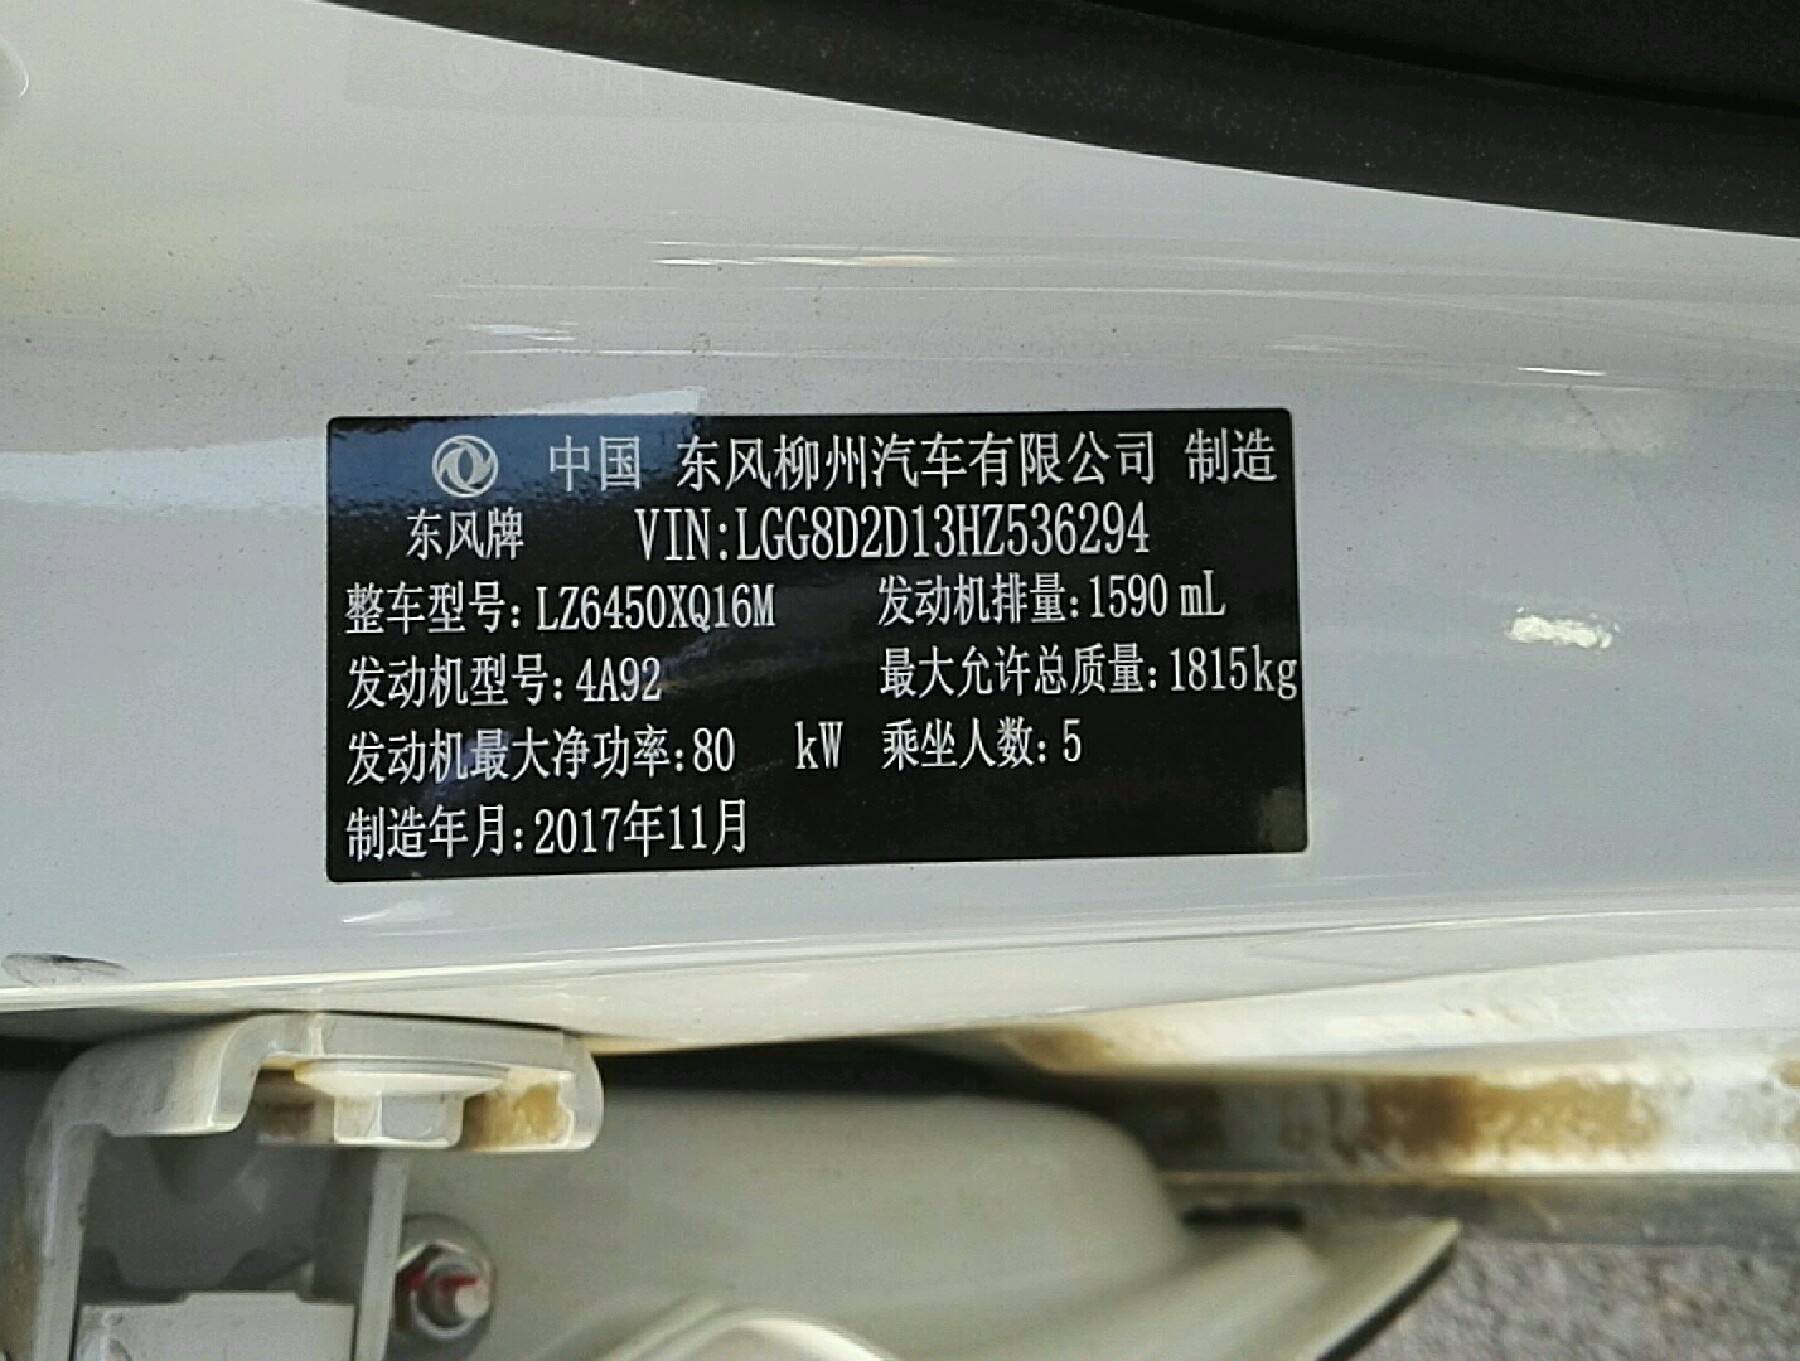 中国 东风柳州汽车有限公司 制造
东风牌 VIN:LGG8D2D13HZ536294
整车型号:LZ6450XQ16M 发动机排量:1590 mL
发动机型号:4A92 最大允许总质量:1815kg
发动机最大净功率:80 kW 乘坐人数:5
制造年月:2017年11月